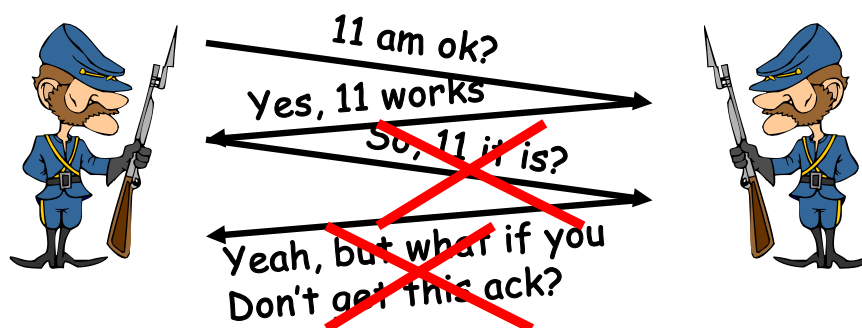 11 am ok?
Yes, 11 works
So, 11 it is?
Yeah, but what if you
Don't get this ack?